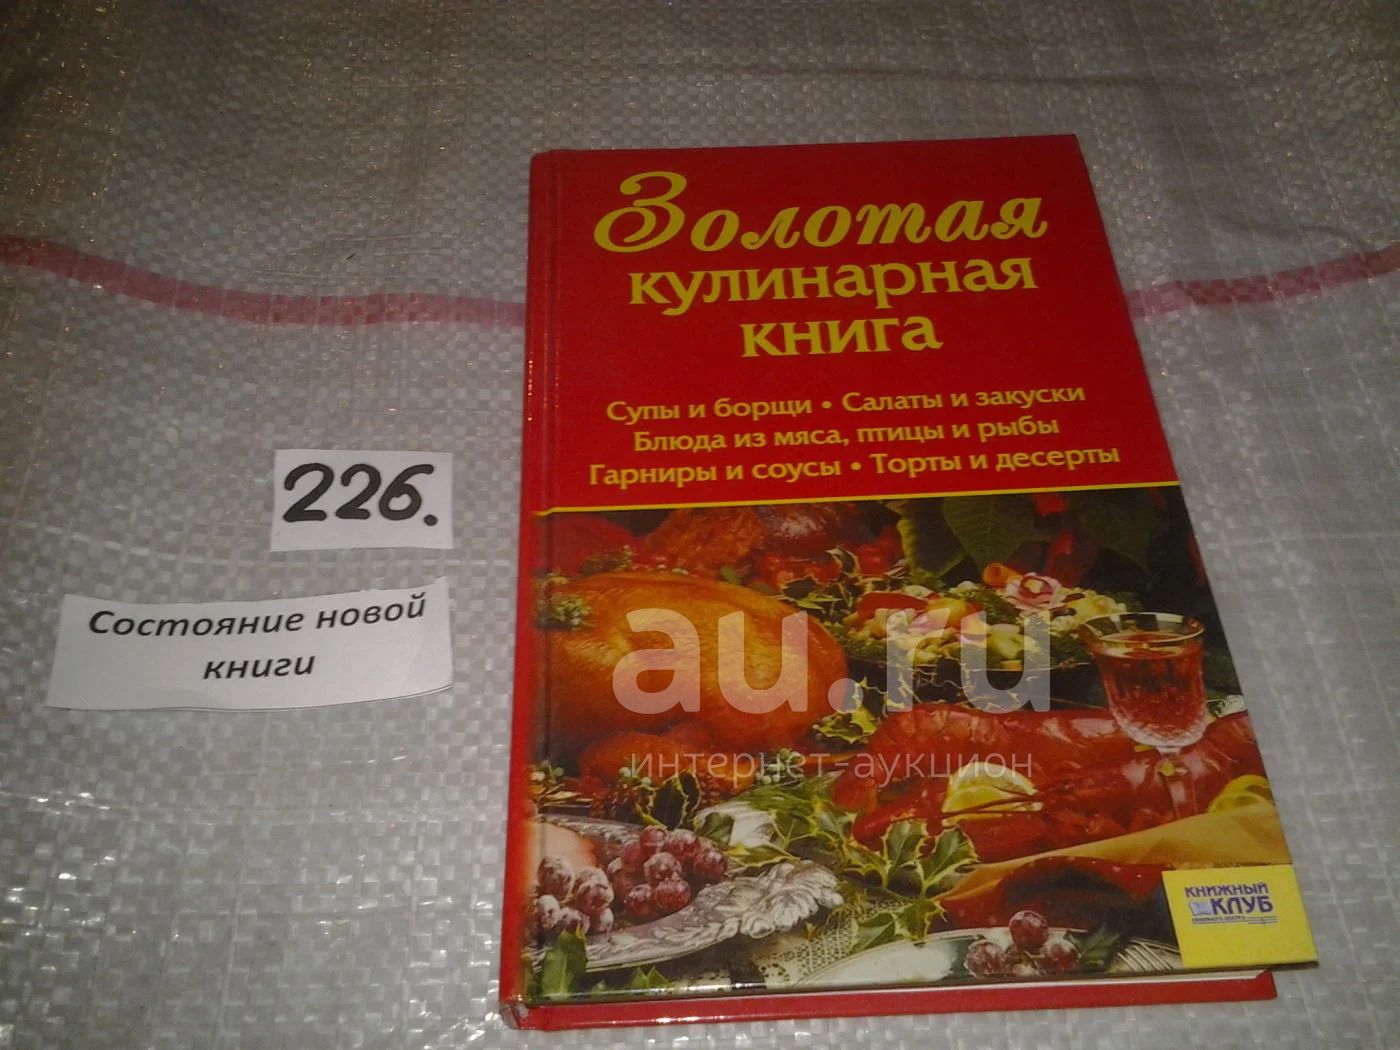 Золотая
кулинарная
книга
Супы и борщи • Салаты и закуски
Блюда из мяса, птицы и рыбы
Гарниры и соусы • Торты и десерты
226.
Состояние новой
книги
au.ru
интернет-аукцион
КНИЖНЫЙ
КЛУБ